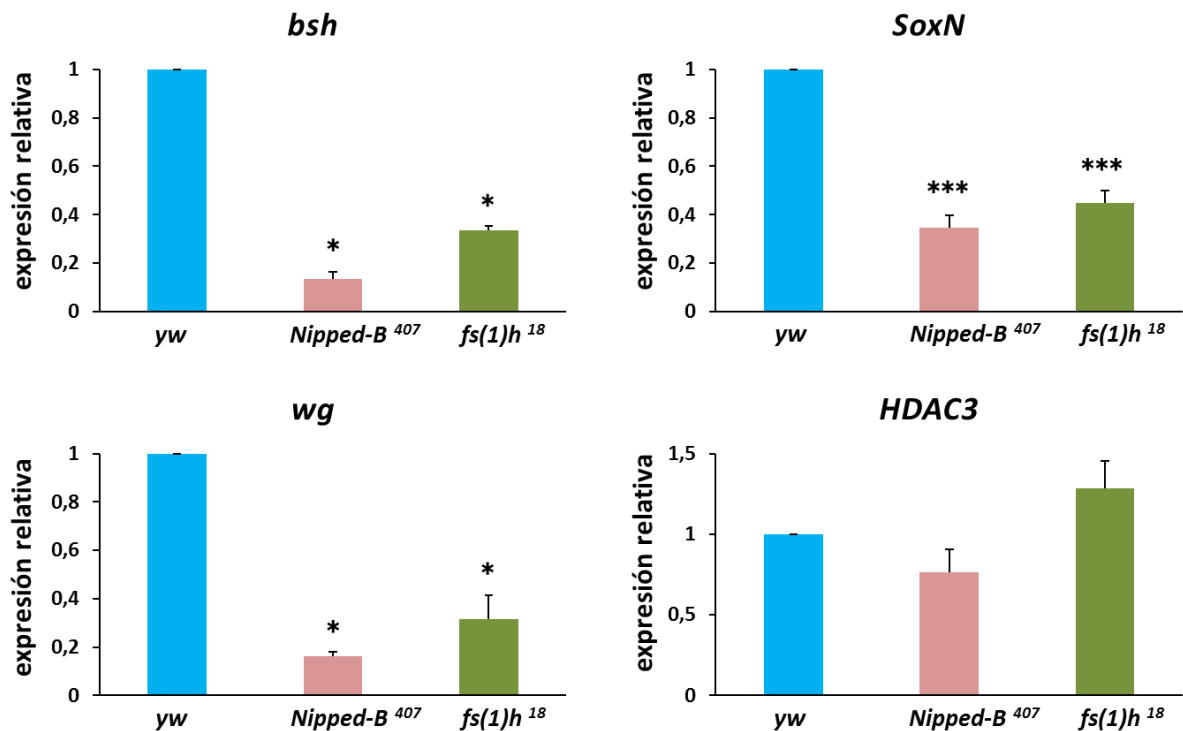 bsh
expresión relativa
1
0,8
0,6
0,4
0,2
0
*
*
yw
Nipped-B 407
fs(1)h 18
SoxN
expresión relativa
1
0,8
0,6
0,4
0,2
0
***
***
yw
Nipped-B 407
fs(1)h 18
wg
expresión relativa
1
0,8
0,6
0,4
0,2
0
*
*
yw
Nipped-B 407
fs(1)h 18
HDAC3
expresión relativa
1,5
1
0,5
0
yw
Nipped-B 407
fs(1)h 18